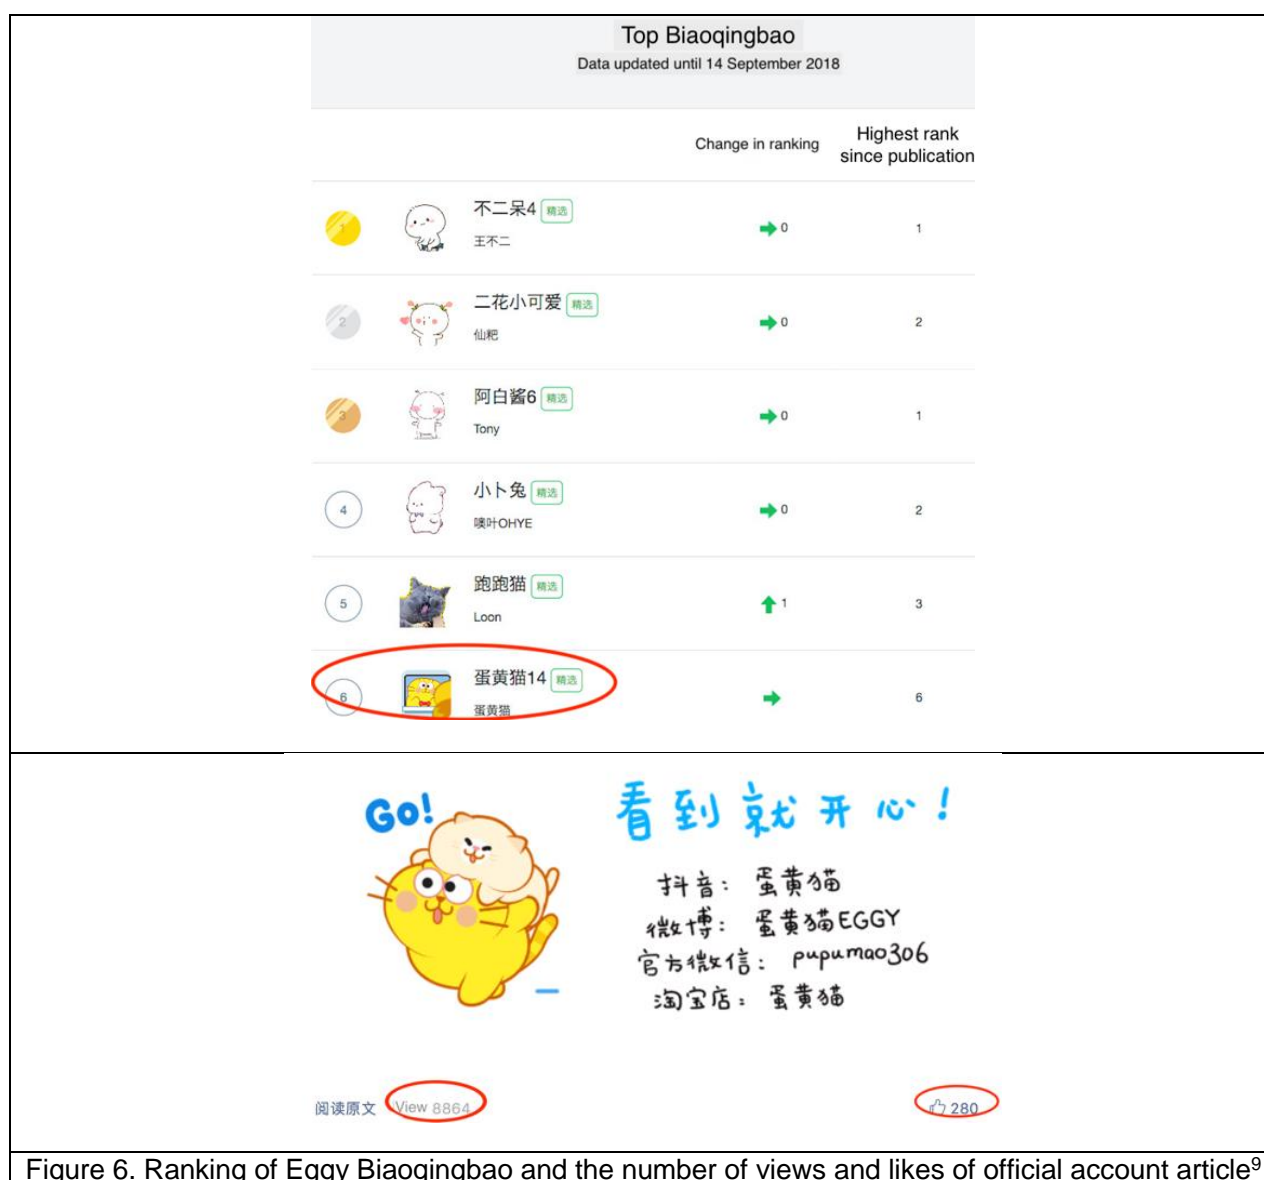 Top Biaoqingbao
Data updated until 14 September 2018
Change in ranking
Highest rank
since publication
1
不二呆4 精选
王不二
0
1
2
二花小可爱 精选
仙粑
0
2
3
阿白酱6 精选
Tony
0
1
4
小卜兔 精选
噢叶OHYE
0
2
5
跑跑猫 精选
Loon
1
3
6
蛋黄猫14 精选
蛋黄猫
6
Go!
看到就开心!
抖音: 蛋黄猫
微博: 蛋黄猫EGGY
官方微信: pupumao306
淘宝店: 蛋黄猫
阅读原文 View 8864
280
Figure 6. Ranking of Eggy Biaoqingbao and the number of views and likes of official account article⁹